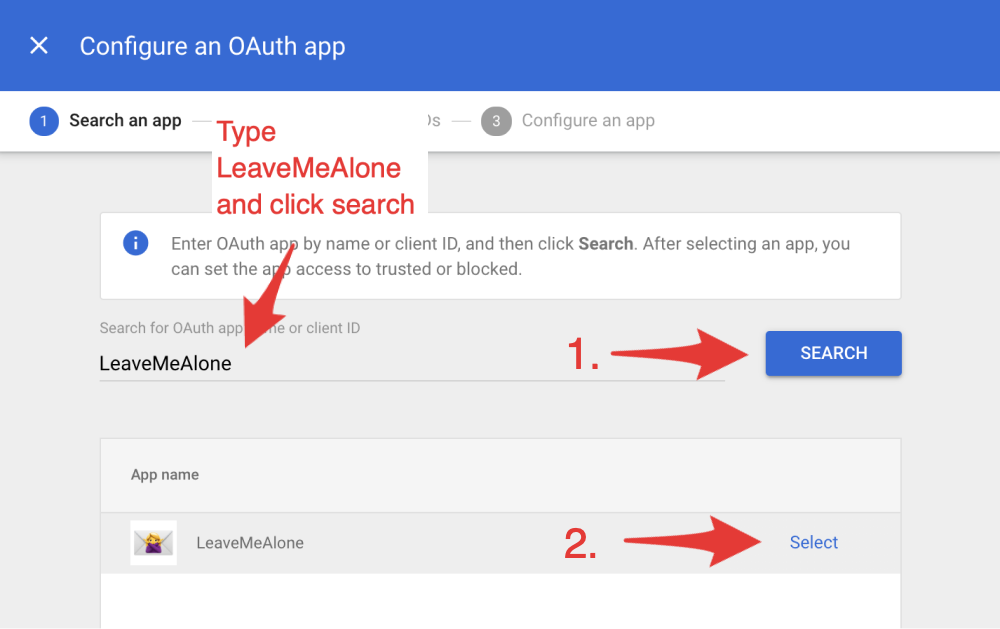 Configure an OAuth app
1 Search an app
3 Configure an app
Type
LeaveMeAlone
and click search
Enter OAuth app by name or client ID, and then click Search. After selecting an app, you
can set the app access to trusted or blocked.
Search for OAuth app name or client ID
LeaveMeAlone
1.
SEARCH
App name
LeaveMeAlone
2.
Select